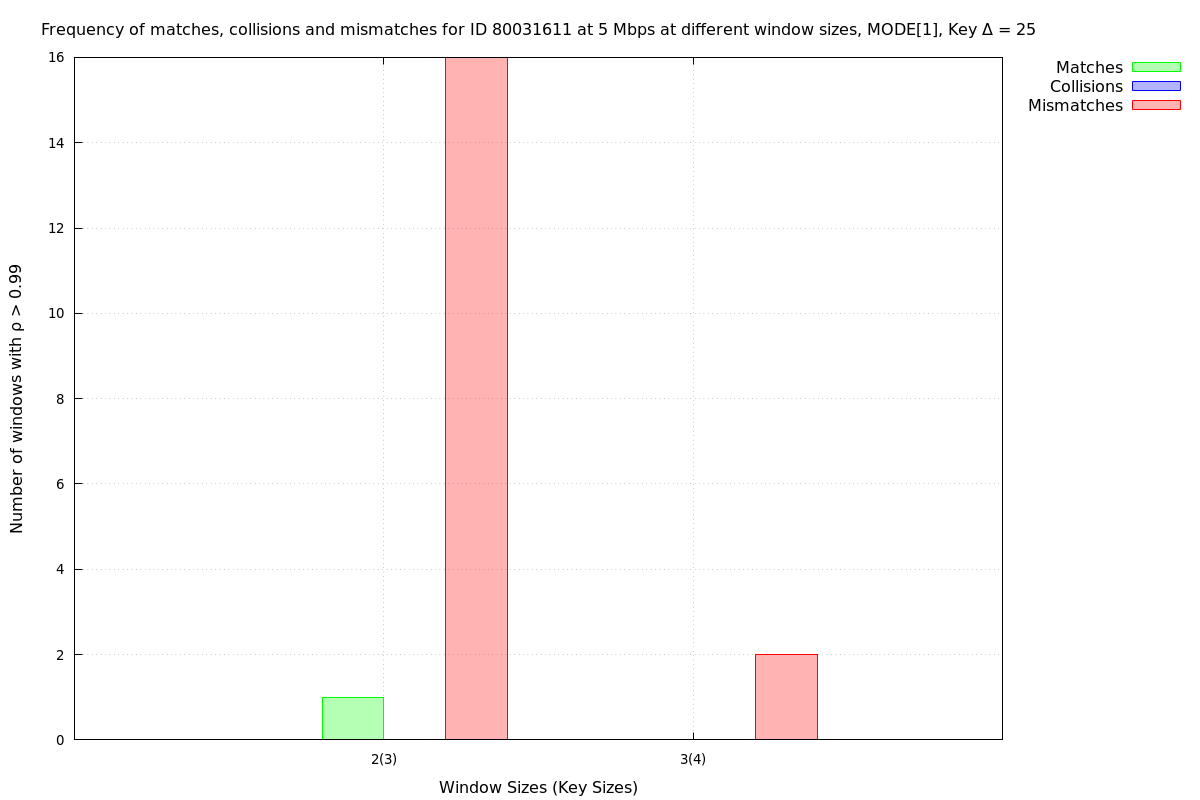 Frequency of matches, collisions and mismatches for ID 80031611 at 5 Mbps at different window sizes, MODE[1], Key Δ = 25
Matches
Collisions
Mismatches
Number of windows with ρ > 0.99
16
14
12
10
8
6
4
2
0
2(3)
3(4)
Window Sizes (Key Sizes)